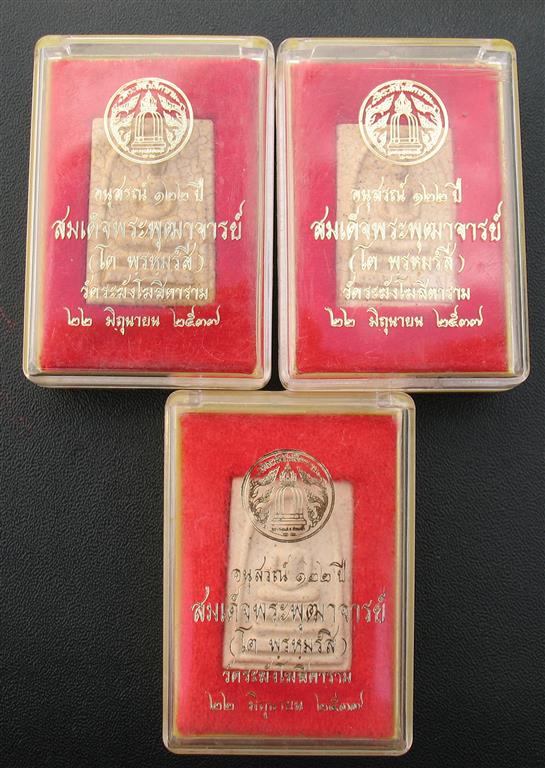 อนุสรณ์ ๑๒๒ ปี
สมเด็จพระพุฒาจารย์
(โต พรหมรังสี)
วัดระฆังโฆสิตาราม
๒๒ มิถุนายน ๒๕๓๗
อนุสรณ์ ๑๒๒ ปี
สมเด็จพระพุฒาจารย์
(โต พรหมรังสี)
วัดระฆังโฆสิตาราม
๒๒ มิถุนายน ๒๕๓๗
อนุสรณ์ ๑๒๒ ปี
สมเด็จพระพุฒาจารย์
(โต พรหมรังสี)
วัดระฆังโฆสิตาราม
๒๒ มิถุนายน ๒๕๓๗